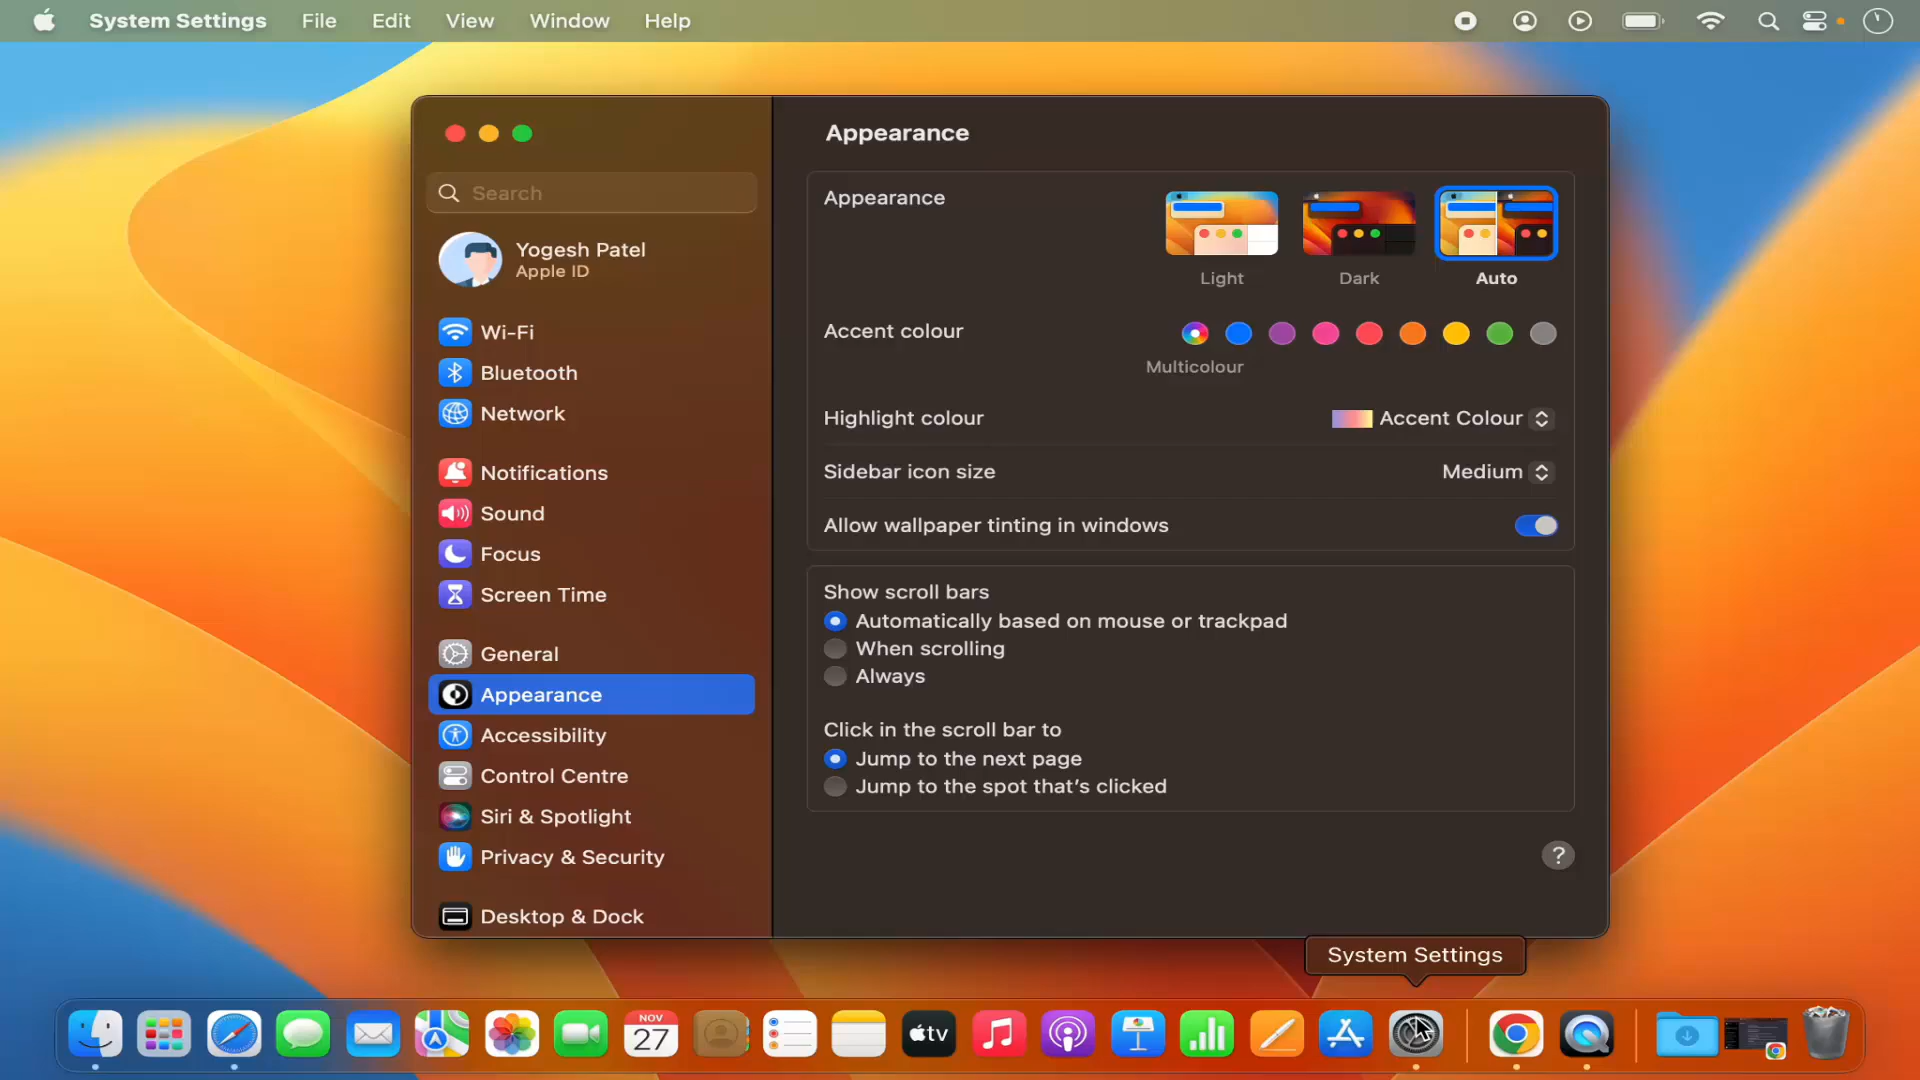 System Settings File Edit View Window Help
Appearance
Search
Yogesh Patel
Apple ID
Wi-Fi
Bluetooth
Network
Notifications
Sound
Focus
Screen Time
General
Appearance
Accessibility
Control Centre
Siri & Spotlight
Privacy & Security
Desktop & Dock
Appearance
Light Dark Auto
Accent colour
Multicolour
Highlight colour Accent Colour
Sidebar icon size Medium
Allow wallpaper tinting in windows
Show scroll bars
Automatically based on mouse or trackpad
When scrolling
Always
Click in the scroll bar to
Jump to the next page
Jump to the spot that's clicked
?
System Settings
NOV
27
tv